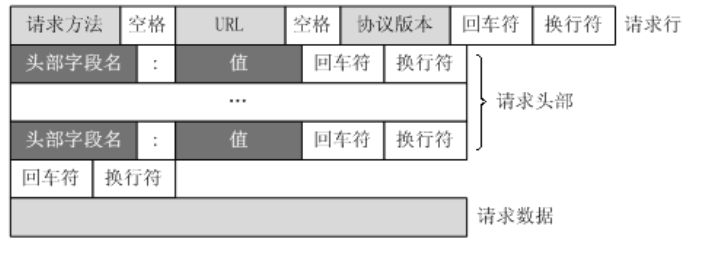 请求方法 空格 URL 空格 协议版本 回车符 换行符 请求行
头部字段名 : 值 回车符 换行符
… 请求头部
头部字段名 : 值 回车符 换行符
回车符 换行符
请求数据